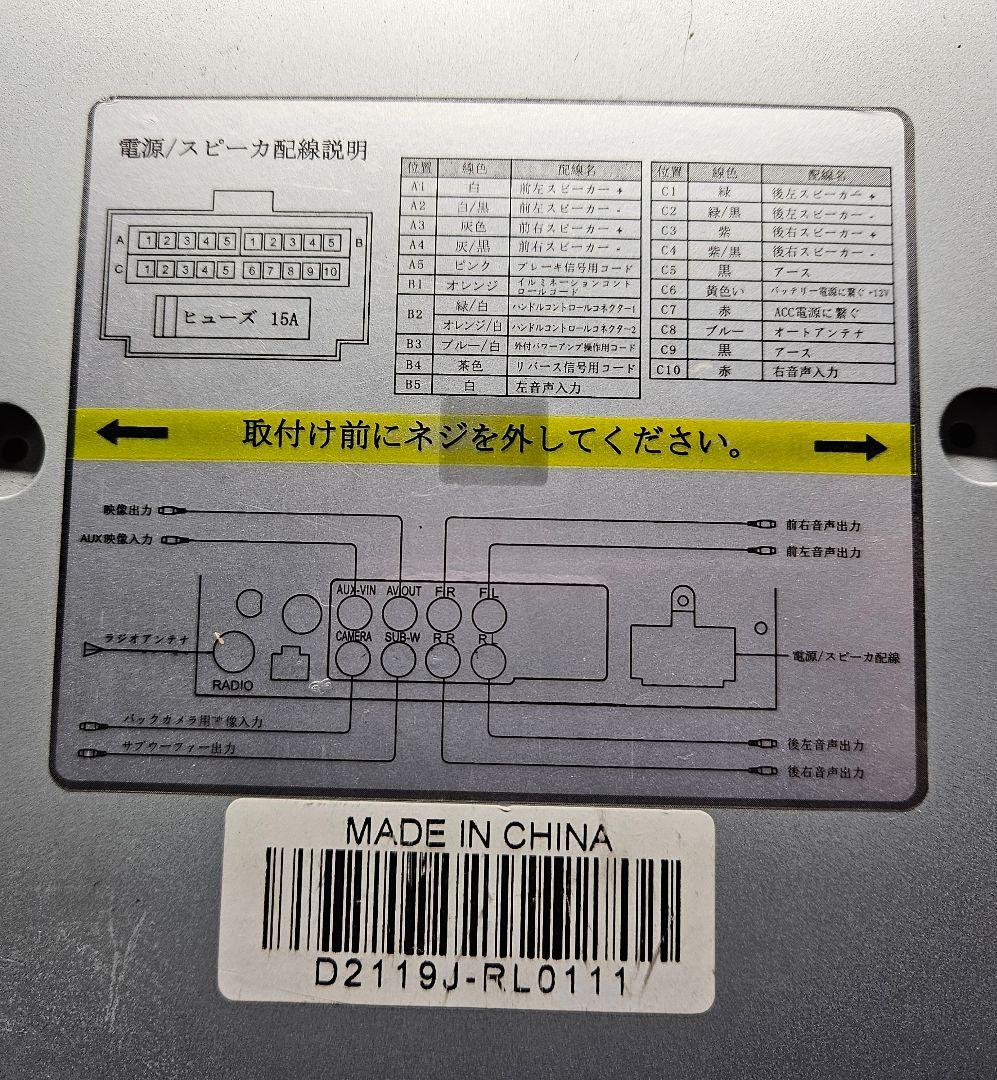 電源/スピーカ配線説明
A 1 2 3 4 5 1 2 3 4 5 B
C 1 2 3 4 5 6 7 8 9 10
ヒューズ 15A
位置 線色 配線名
A1 白 前左スピーカー +
A2 白/黒 前左スピーカー -
A3 灰色 前右スピーカー +
A4 灰/黒 前右スピーカー -
A5 ピンク ブレーキ信号用コード
B1 オレンジ イルミネーションコント
ロールコード
B2 緑/白 ハンドルコントロールコネクター1
オレンジ/白 ハンドルコントロールコネクター2
B3 ブルー/白 外付パワーアンプ操作用コード
B4 茶色 リバース信号用コード
B5 白 左音声入力
位置 線色 配線名
C1 緑 後左スピーカー +
C2 緑/黒 後左スピーカー -
C3 紫 後右スピーカー +
C4 紫/黒 後右スピーカー -
C5 黒 アース
C6 黄色い バッテリー電源に繋ぐ +12V
C7 赤 ACC電源に繋ぐ
C8 ブルー オートアンテナ
C9 黒 アース
C10 赤 右音声入力
取付け前にネジを外してください。
映像出力
AUX映像入力
前右音声出力
前左音声出力
AUX-VIN AVOUT FR FL
CAMERA SUB-W RR RL
ラジオアンテナ
RADIO
電源/スピーカ配線
バックカメラ用 像入力
サブウーファー出力
後左音声出力
後右音声出力
MADE IN CHINA
D2119J-RL0111